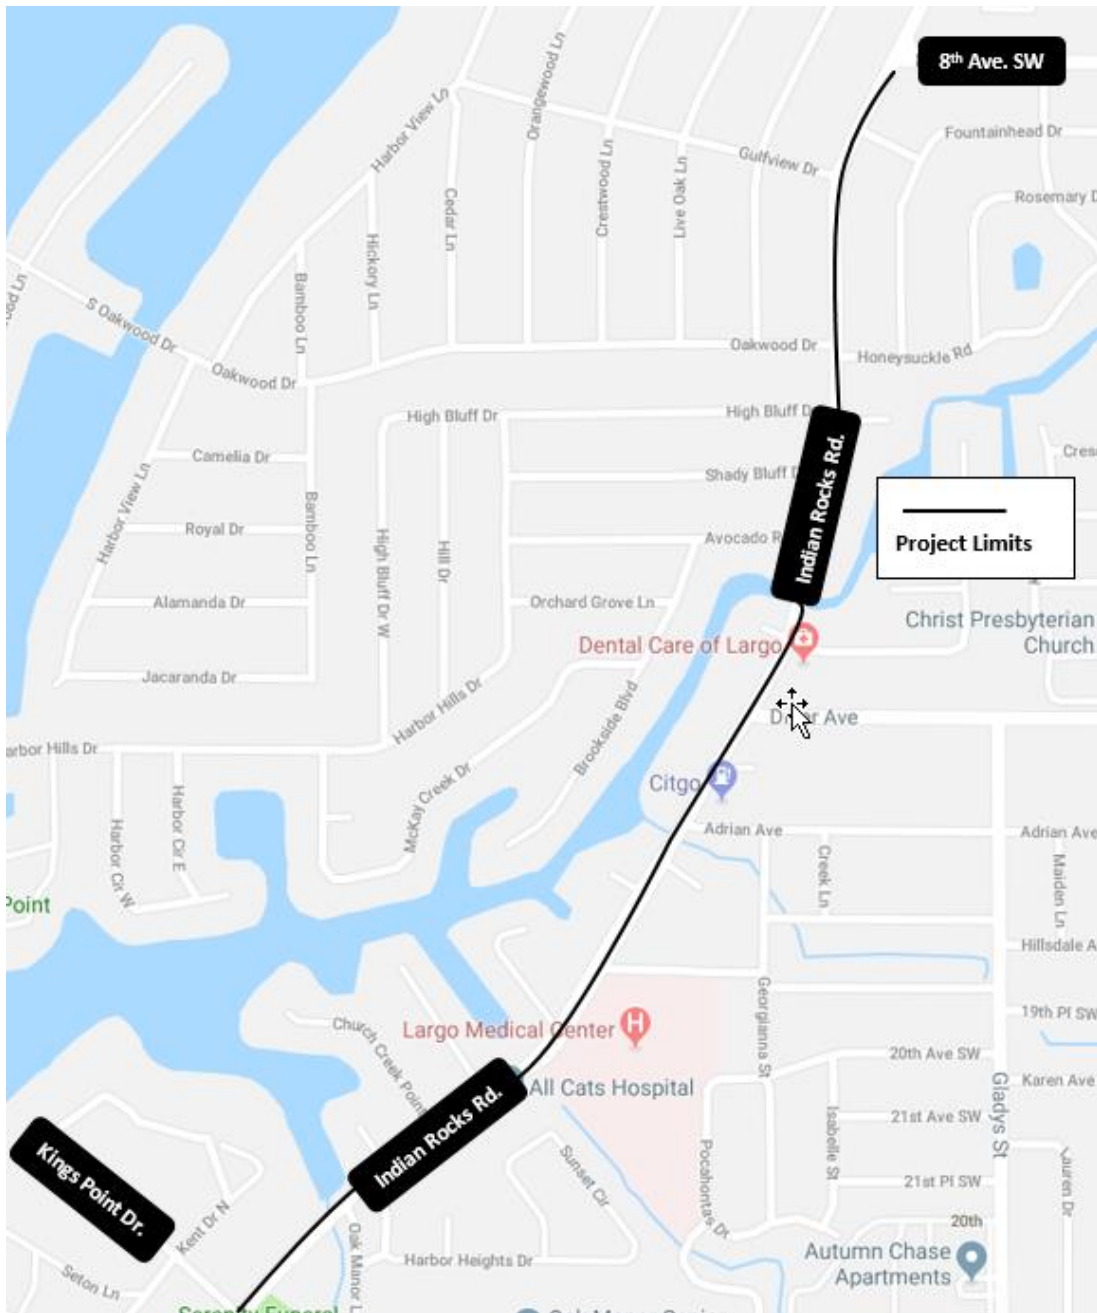 8th Ave. SW
Fountainhead Dr
Orangewood Ln
Harbor View Ln
Gulfview Dr
Crestwood Ln
Live Oak Ln
Cedar Ln
Rosemary D
Hickory Ln
Bamboo Ln
S Oakwood Dr
Oakwood Dr
Honeysuckle Rd
Oakwood Dr
High Bluff Dr
High Bluff D
Indian Rocks Rd.
Camelia Dr
Shady Bluff
Harbor View Ln
Bamboo Ln
Royal Dr
High Bluff Dr W
Hill Dr
Avocado
Project Limits
Alamanda Dr
Orchard Grove Ln
Christ Presbyterian
Church
Dental Care of Largo
Jacaranda Dr
Harbor Hills Dr
Brookside Blvd
arbor Hills Dr
Citgo
McKay Creek Dr
Harbor Cir W
Harbor Cir E
Adrian Ave
Adrian Ave
Creek Ln
Maiden Ln
Point
Hillsdale A
Georgianna St
19th Pl SW
Largo Medical Center
H
Church Creek Point
20th Ave SW
All Cats Hospital
Karen Ave
Gladys St
Indian Rocks Rd.
21st Ave SW
Isabelle St
Kings Point Dr.
Sunset Cir
Pocahontas Dr
21st Pl SW
Lauren Dr
Kent Dr N
20th
Oak Manor L
Harbor Heights Dr
Autumn Chase
Apartments
Seton Ln
Serenity Funeral